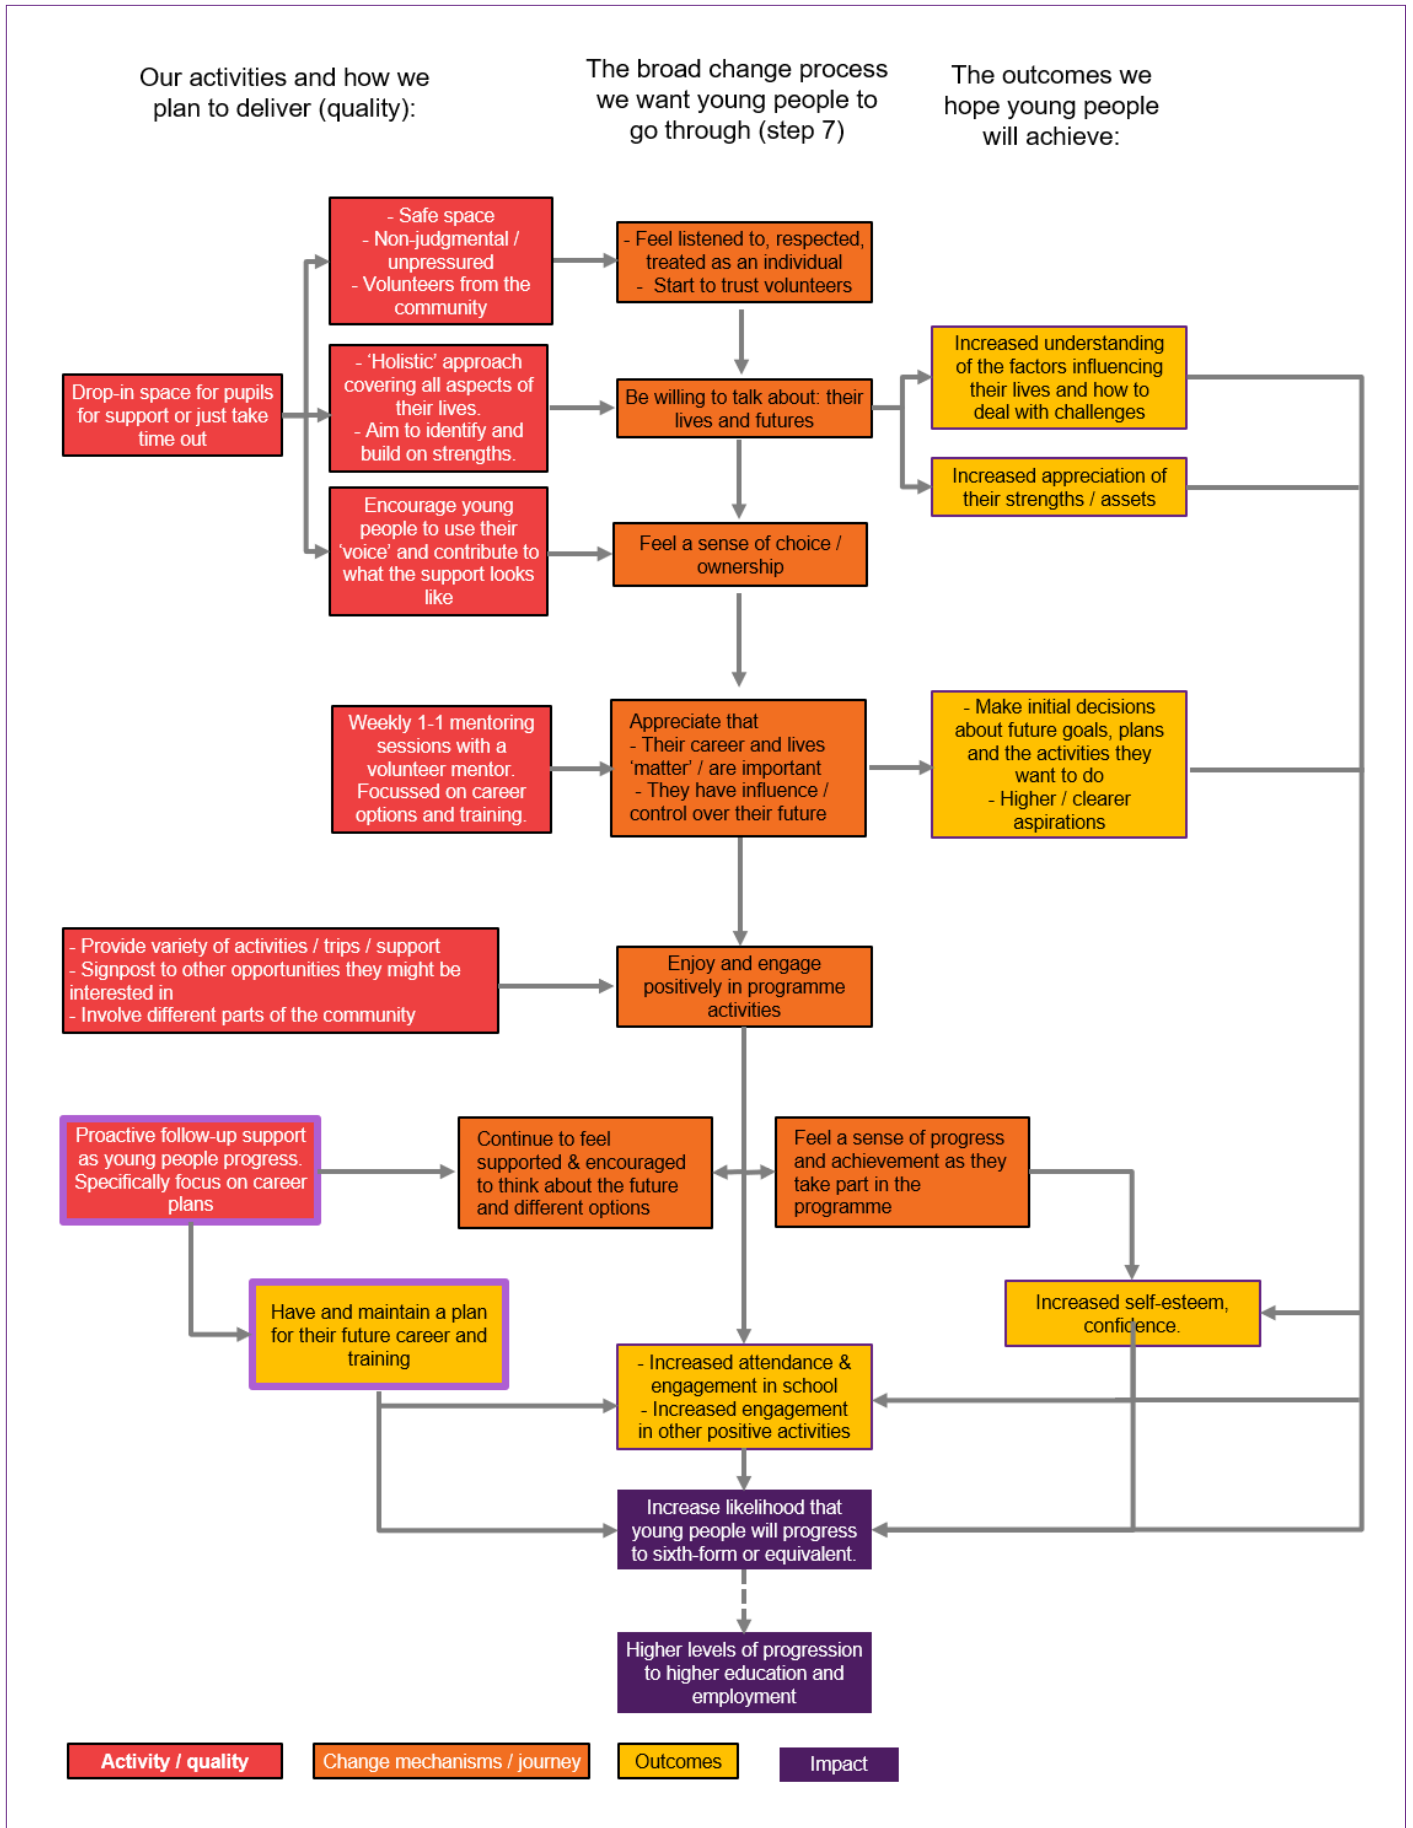 Our activities and how we
plan to deliver (quality):
The broad change process
we want young people to
go through (step 7)
The outcomes we
hope young people
will achieve:
- Safe space
- Non-judgmental /
unpressured
- Volunteers from the
community
- Feel listened to, respected,
treated as an individual
- Start to trust volunteers
Drop-in space for pupils
for support or just take
time out
- ‘Holistic’ approach
covering all aspects of
their lives.
- Aim to identify and
build on strengths.
Be willing to talk about: their
lives and futures
Increased understanding
of the factors influencing
their lives and how to
deal with challenges
Increased appreciation of
their strengths / assets
Encourage young
people to use their
‘voice’ and contribute to
what the support looks
like
Feel a sense of choice /
ownership
Weekly 1-1 mentoring
sessions with a
volunteer mentor.
Focussed on career
options and training.
Appreciate that
- Their career and lives
‘matter’ / are important
- They have influence /
control over their future
- Make initial decisions
about future goals, plans
and the activities they
want to do
- Higher / clearer
aspirations
- Provide variety of activities / trips / support
- Signpost to other opportunities they might be
interested in
- Involve different parts of the community
Enjoy and engage
positively in programme
activities
Proactive follow-up support
as young people progress.
Specifically focus on career
plans
Continue to feel
supported & encouraged
to think about the future
and different options
Feel a sense of progress
and achievement as they
take part in the
programme
Have and maintain a plan
for their future career and
training
Increased self-esteem,
confidence.
- Increased attendance &
engagement in school
- Increased engagement
in other positive activities
Increase likelihood that
young people will progress
to sixth-form or equivalent.
Higher levels of progression
to higher education and
employment
Activity / quality
Change mechanisms / journey
Outcomes
Impact